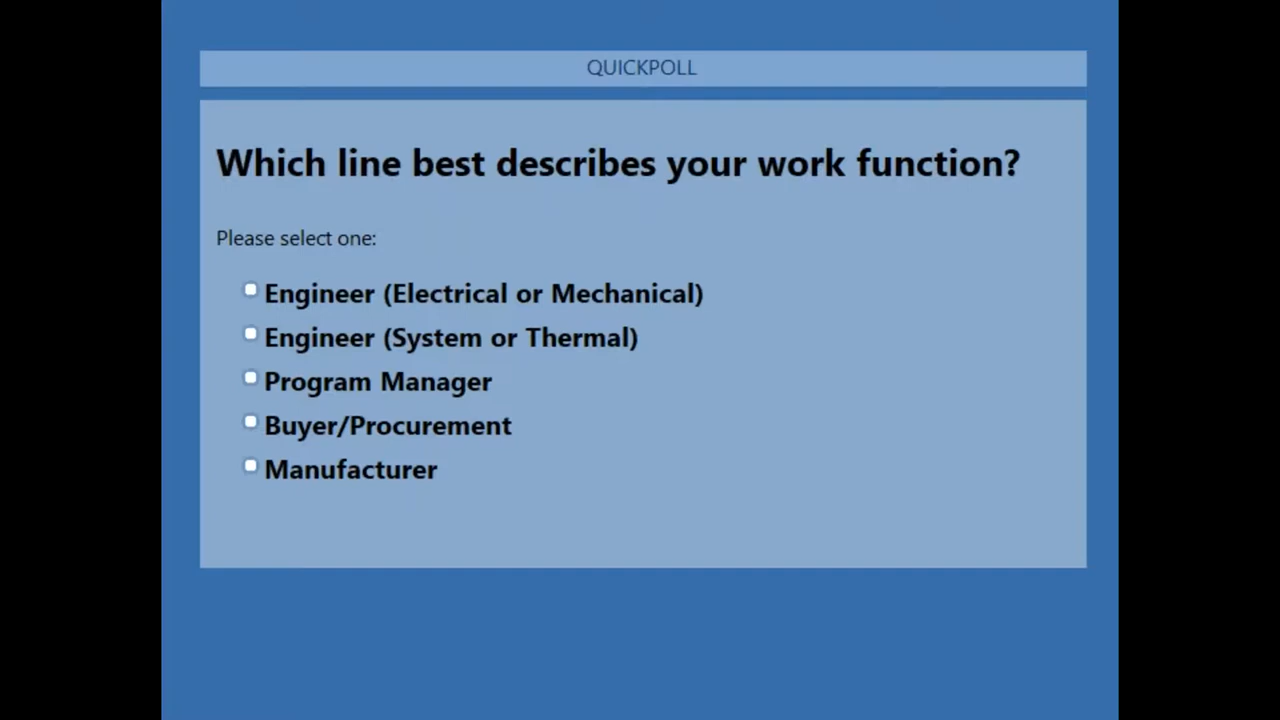 QUICKPOLL
Which line best describes your work function?
Please select one:
Engineer (Electrical or Mechanical)
Engineer (System or Thermal)
Program Manager
Buyer/Procurement
Manufacturer